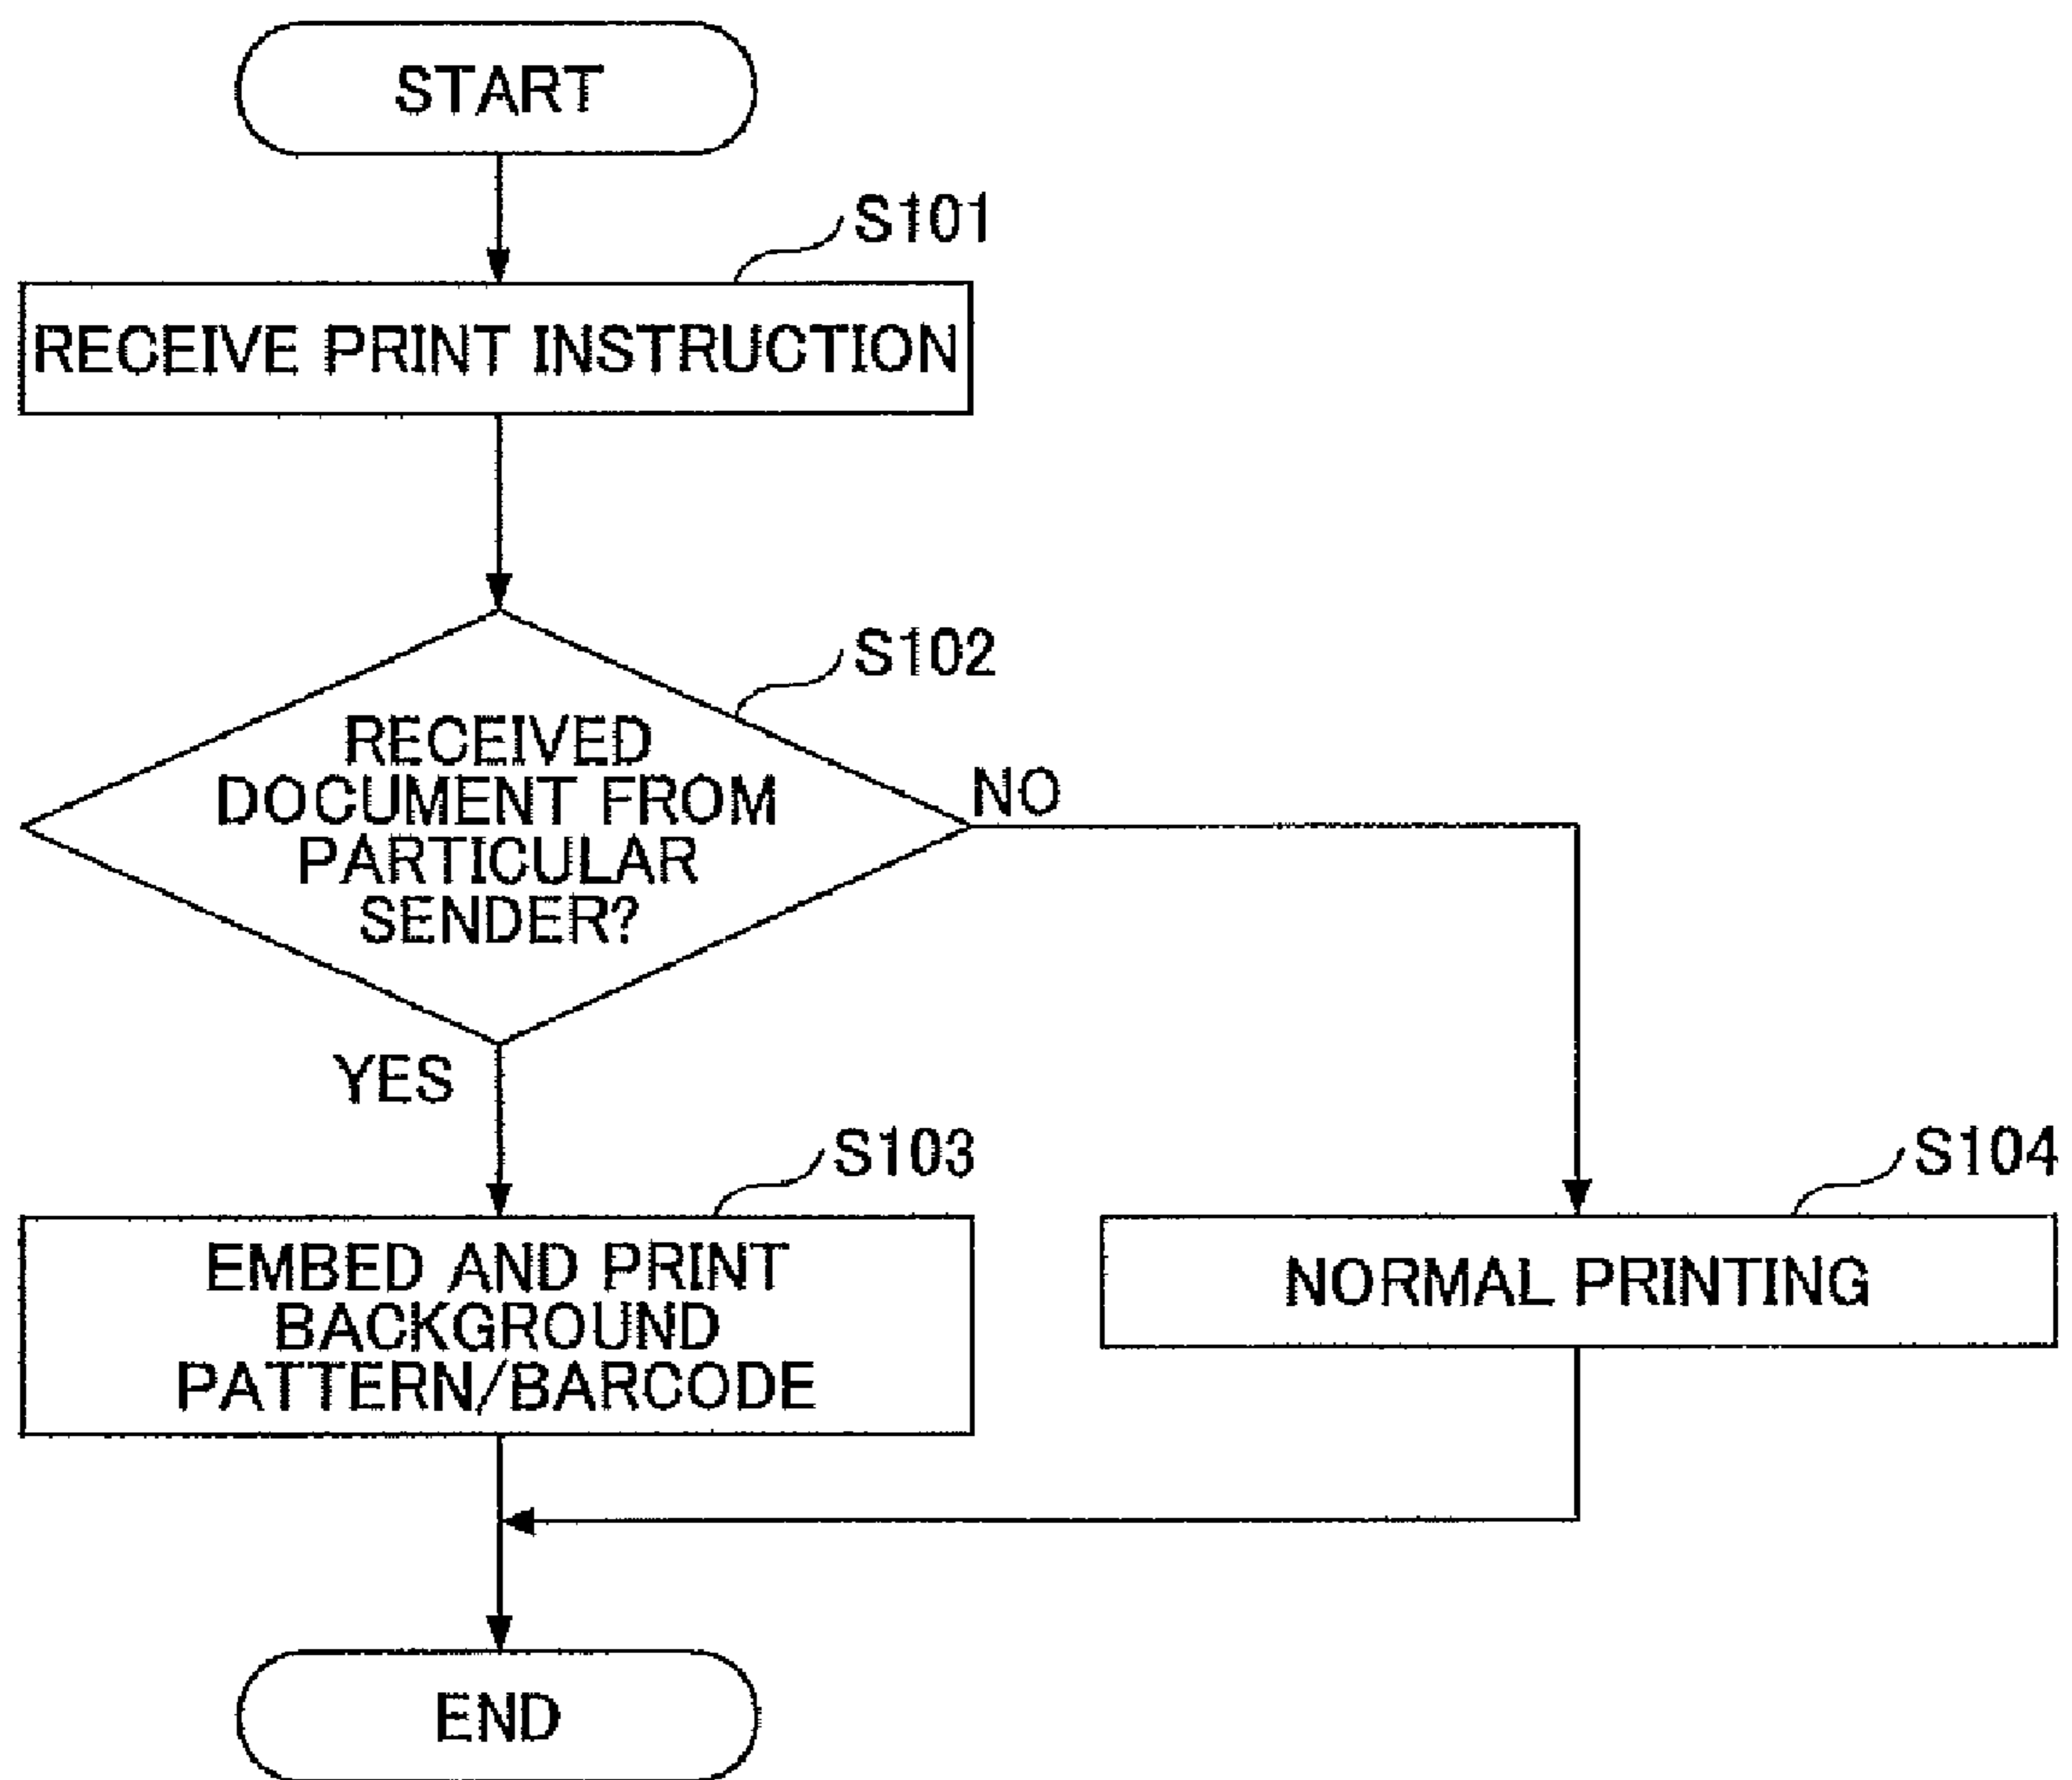 START
S101
RECEIVE PRINT INSTRUCTION
S102
RECEIVED
DOCUMENT FROM
PARTICULAR
SENDER?
NO
YES
S103
EMBED AND PRINT
BACKGROUND
PATTERN/BARCODE
S104
NORMAL PRINTING
END